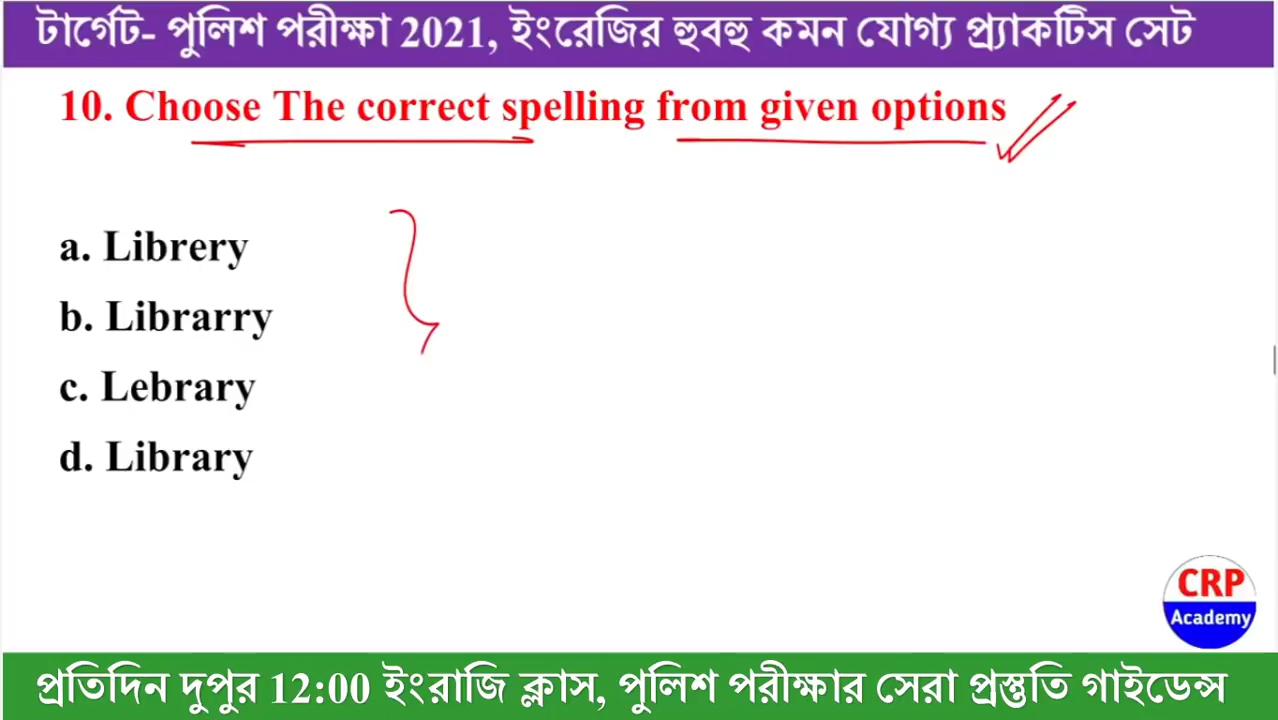 টার্গেট- পুলিশ পরীক্ষা 2021, ইংরেজির হুবহু কমন যোগ্য প্র্যাকটিস সেট
10. Choose The correct spelling from given options
a. Librery
b. Librarry
c. Lebrary
d. Library
CRP
Academy
প্রতিদিন দুপুর 12:00 ইংরাজি ক্লাস, পুলিশ পরীক্ষার সেরা প্রস্তুতি গাইডেন্স